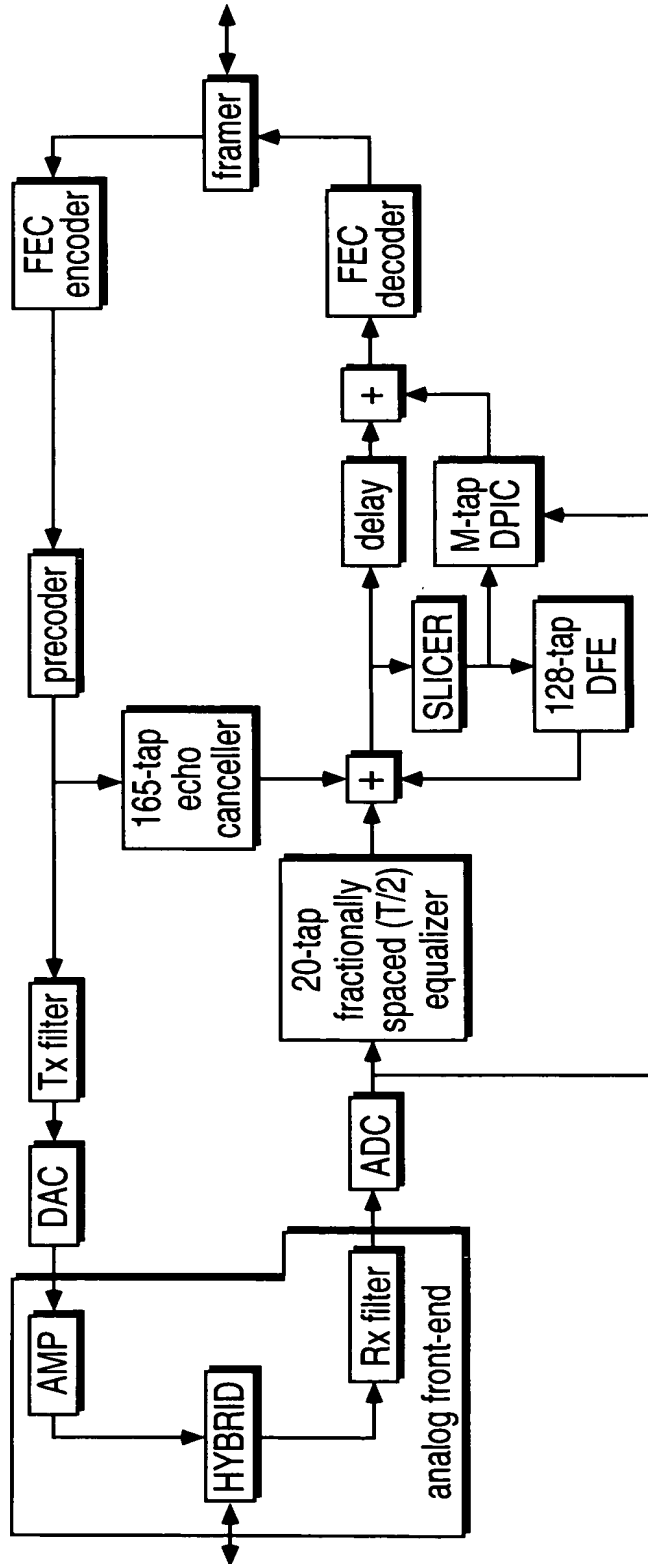 AMP
DAC
Tx filter
precoder
FEC
encoder
framer
HYBRID
165-tap
echo
canceller
Rx filter
analog front-end
ADC
20-tap
fractionally
spaced (T/2)
equalizer
+
delay
+
FEC
decoder
SLICER
M-tap
DPIC
128-tap
DFE